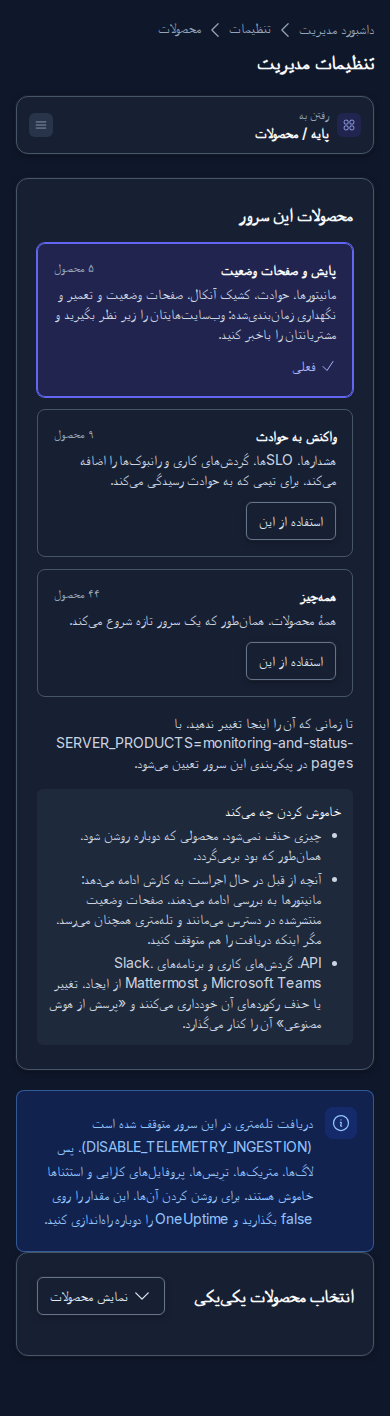 داشبورد مدیریت > تنظیمات > محصولات
تنظیمات مدیریت
رفتن به
پایه / محصولات
محصولات این سرور
پایش و صفحات وضعیت
۵ محصول
مانیتورها، حوادث، کشیک آنکال، صفحات وضعیت و تعمیر و
نگهداری زمان‌بندی‌شده: وب‌سایت‌هایتان را زیر نظر بگیرید و
مشتریانتان را باخبر کنید.
فعلی
واکنش به حوادث
۹ محصول
هشدارها، SLOها، گردش‌های کاری و رانبوک‌ها را اضافه
می‌کند. برای تیمی که به حوادث رسیدگی می‌کند.
استفاده از این
همه‌چیز
۴۴ محصول
همهٔ محصولات، همان‌طور که یک سرور تازه شروع می‌کند.
استفاده از این
تا زمانی که آن را اینجا تغییر ندهید، با
SERVER_PRODUCTS=monitoring-and-status-
pages در پیکربندی این سرور تعیین می‌شود.
خاموش کردن چه می‌کند
چیزی حذف نمی‌شود. محصولی که دوباره روشن شود،
همان‌طور که بود برمی‌گردد.
آنچه از قبل در حال اجراست به کارش ادامه می‌دهد:
مانیتورها به بررسی ادامه می‌دهند، صفحات وضعیت
منتشرشده در دسترس می‌مانند و تله‌متری همچنان می‌رسد،
مگر اینکه دریافت را هم متوقف کنید.
API، گردش‌های کاری و برنامه‌های Slack،
Microsoft Teams و Mattermost از ایجاد، تغییر
یا حذف رکوردهای آن خودداری می‌کنند و «پرسش از هوش
مصنوعی» آن را کنار می‌گذارد.
دریافت تله‌متری در این سرور متوقف شده است
(DISABLE_TELEMETRY_INGESTION)، پس
لاگ‌ها، متریک‌ها، تریس‌ها، پروفایل‌های کارایی و استثناها
خاموش هستند. برای روشن کردن آن‌ها، این مقدار را روی
false بگذارید و OneUptime را دوباره راه‌اندازی کنید.
انتخاب محصولات یکی‌یکی
نمایش محصولات